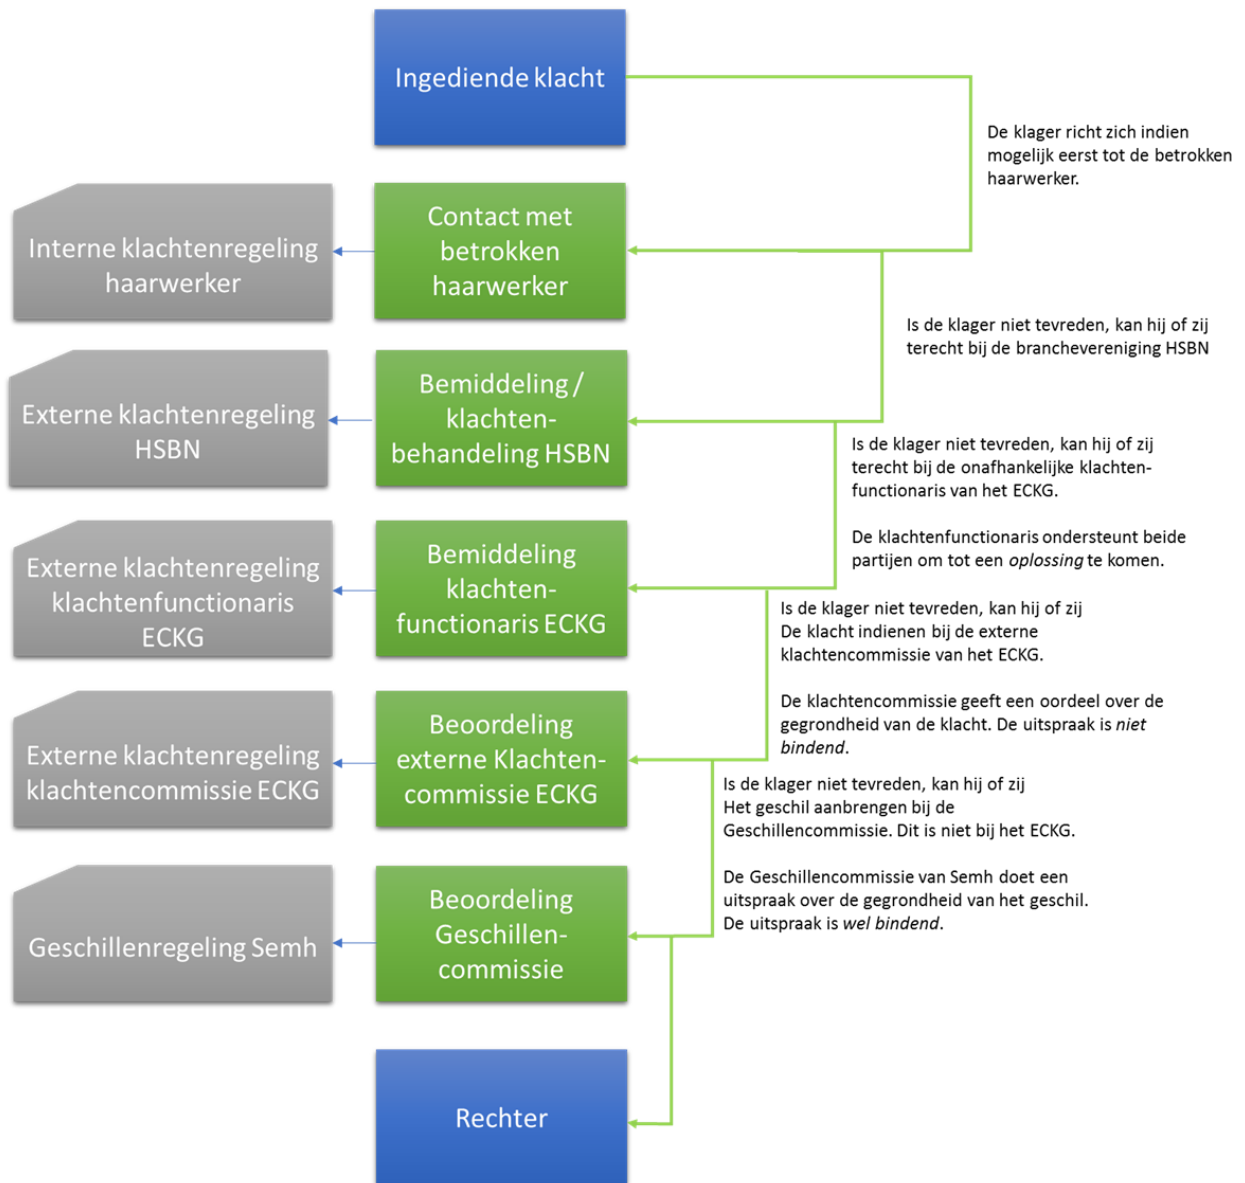 Ingediende klacht
De klager richt zich indien
mogelijk eerst tot de betrokken
haarwerker.
Interne klachtenregeling
haarwerker
Contact met
betrokken
haarwerker
Is de klager niet tevreden, kan hij of zij
terecht bij de branchevereniging HSBN
Externe klachtenregeling
HSBN
Bemiddeling /
klachten-
behandeling HSBN
Is de klager niet tevreden, kan hij of zij
terecht bij de onafhankelijke klachten-
functionaris van het ECKG.
De klachtenfunctionaris ondersteunt beide
partijen om tot een oplossing te komen.
Externe klachtenregeling
klachtenfunctionaris
ECKG
Bemiddeling
klachten-
functionaris ECKG
Is de klager niet tevreden, kan hij of zij
De klacht indienen bij de externe
klachtencommissie van het ECKG.
De klachtencommissie geeft een oordeel over de
gegrondheid van de klacht. De uitspraak is niet
bindend.
Externe klachtenregeling
klachtencommissie ECKG
Beoordeling
externe Klachten-
commissie ECKG
Is de klager niet tevreden, kan hij of zij
Het geschil aanbrengen bij de
Geschillencommissie. Dit is niet bij het ECKG.
De Geschillencommissie van Semh doet een
uitspraak over de gegrondheid van het geschil.
De uitspraak is wel bindend.
Geschillenregeling Semh
Beoordeling
Geschillen-
commissie
Rechter